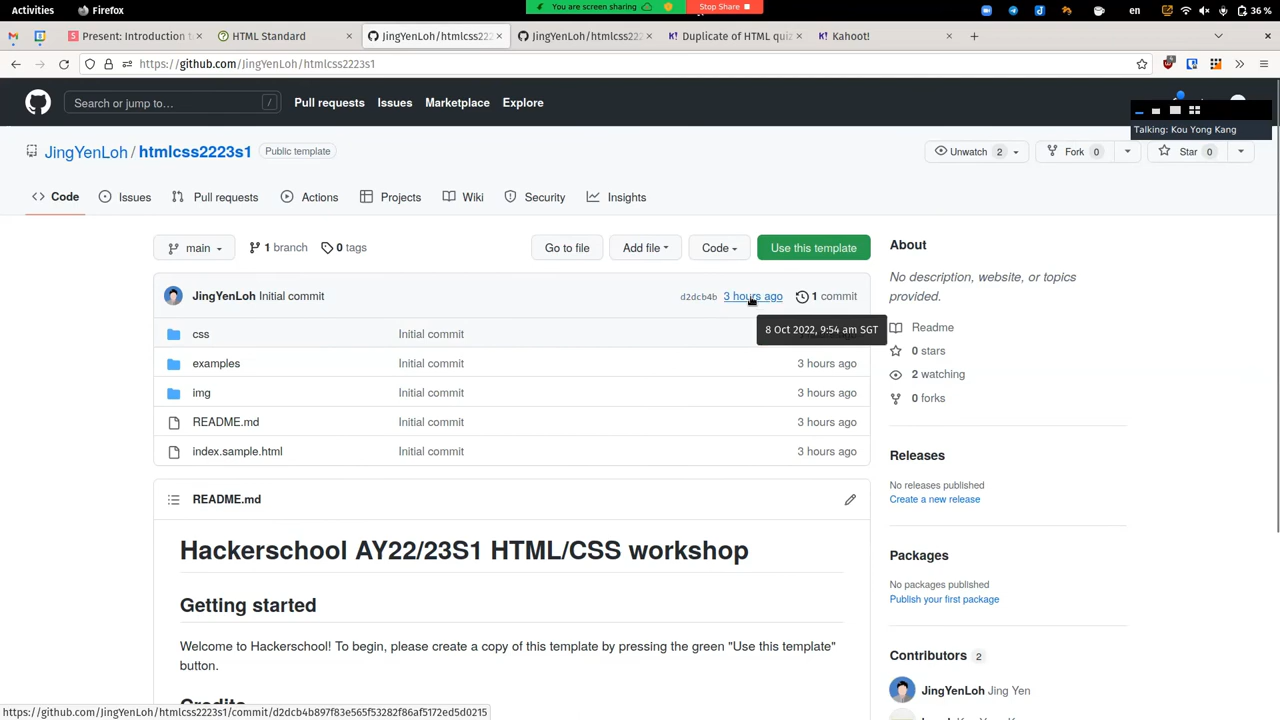 Activities
Firefox
You are screen sharing
Stop Share
en
36 %
Present: Introduction t
HTML Standard
JingYenLoh/htmlcss222
JingYenLoh/htmlcss222
Duplicate of HTML qui
Kahoot!
https://github.com/JingYenLoh/htmlcss2223s1
Search or jump to...
/
Pull requests
Issues
Marketplace
Explore
Talking: Kou Yong Kang
JingYenLoh / htmlcss2223s1
Public template
Unwatch 2
Fork 0
Star 0
Code
Issues
Pull requests
Actions
Projects
Wiki
Security
Insights
main
1 branch
0 tags
Go to file
Add file
Code
Use this template
JingYenLoh Initial commit
d2dcb4b 3 hours ago
1 commit
8 Oct 2022, 9:54 am SGT
css Initial commit
examples Initial commit 3 hours ago
img Initial commit 3 hours ago
README.md Initial commit 3 hours ago
index.sample.html Initial commit 3 hours ago
README.md
Hackerschool AY22/23S1 HTML/CSS workshop
Getting started
Welcome to Hackerschool! To begin, please create a copy of this template by pressing the green "Use this template"
button.
About
No description, website, or topics
provided.
Readme
0 stars
2 watching
0 forks
Releases
No releases published
Create a new release
Packages
No packages published
Publish your first package
Contributors 2
JingYenLoh Jing Yen
https://github.com/JingYenLoh/htmlcss2223s1/commit/d2dcb4b897f83e565f53282f86af5172ed5d0215